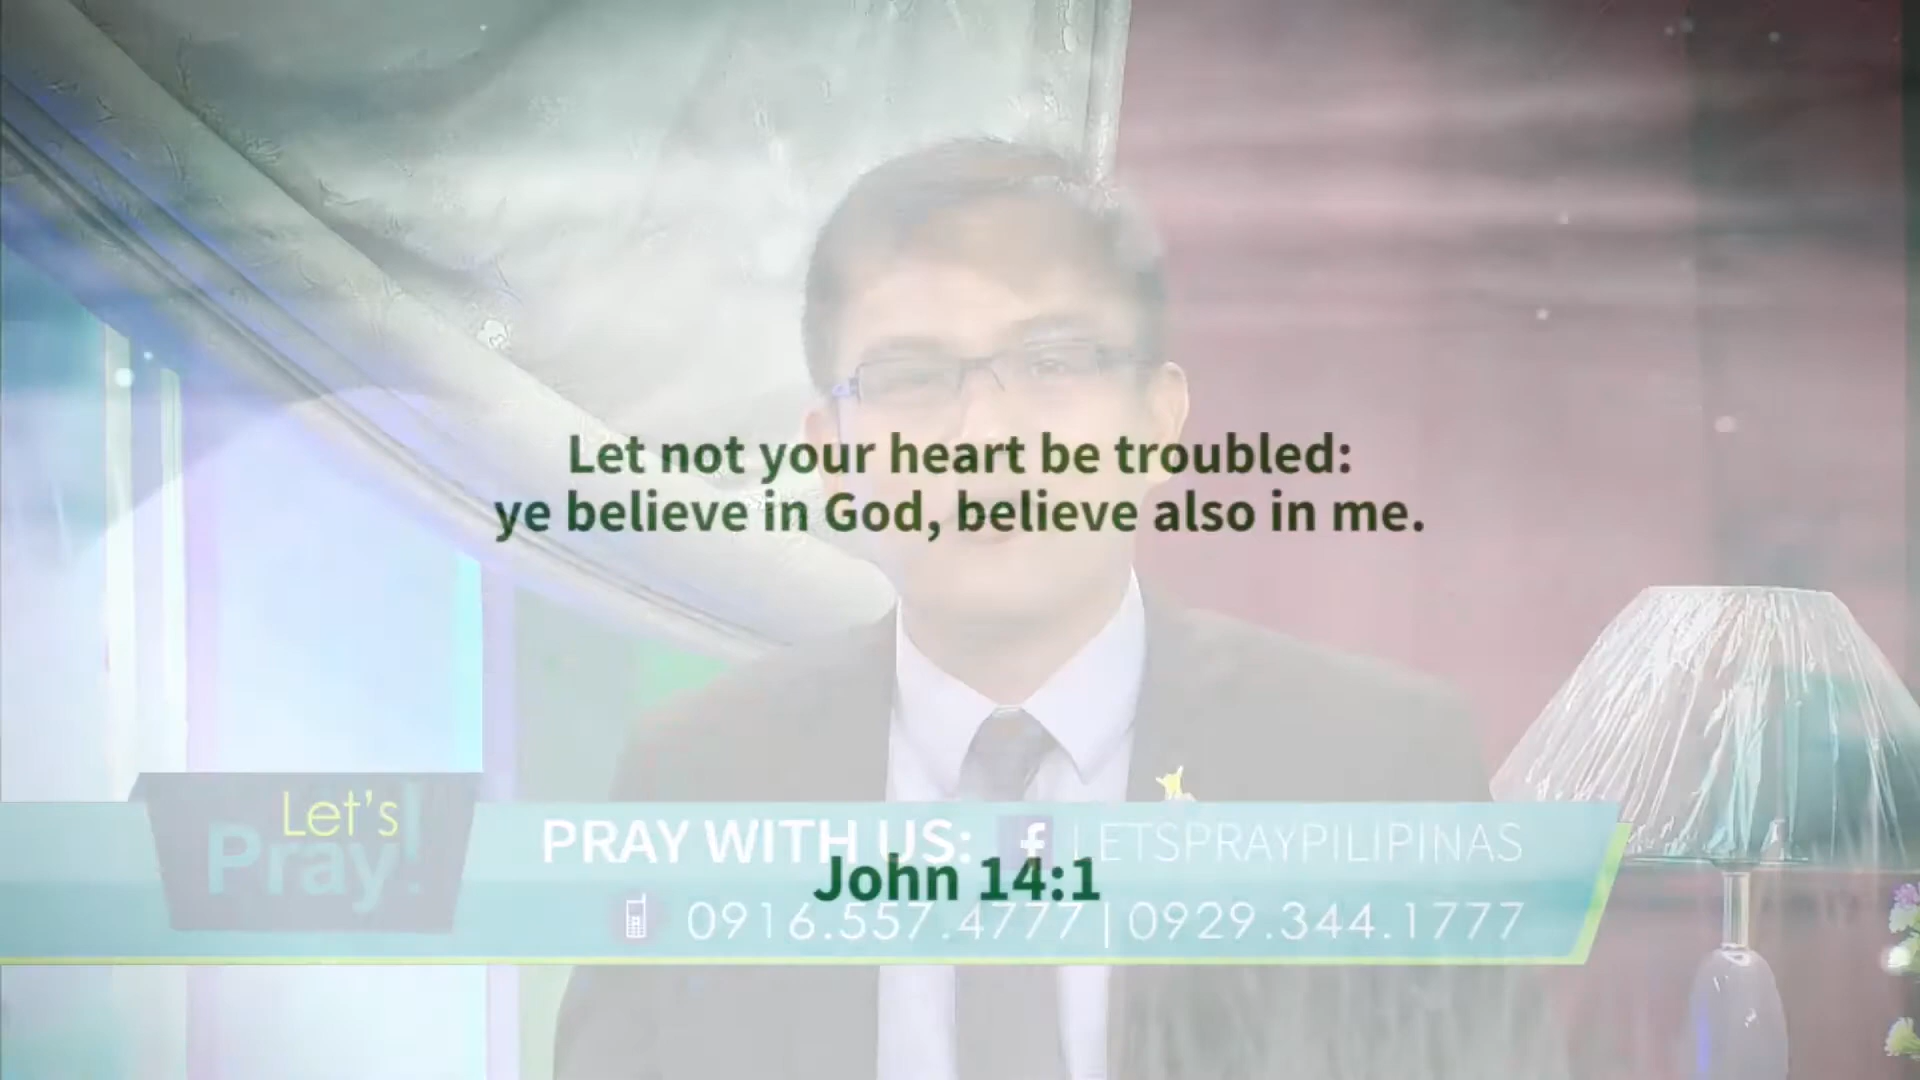 Let not your heart be troubled:
ye believe in God, believe also in me.
Let's
Pray!
PRAY WITH US: f LETSPRAYPILIPINAS
John 14:1
0916.557.4777 | 0929.344.1777